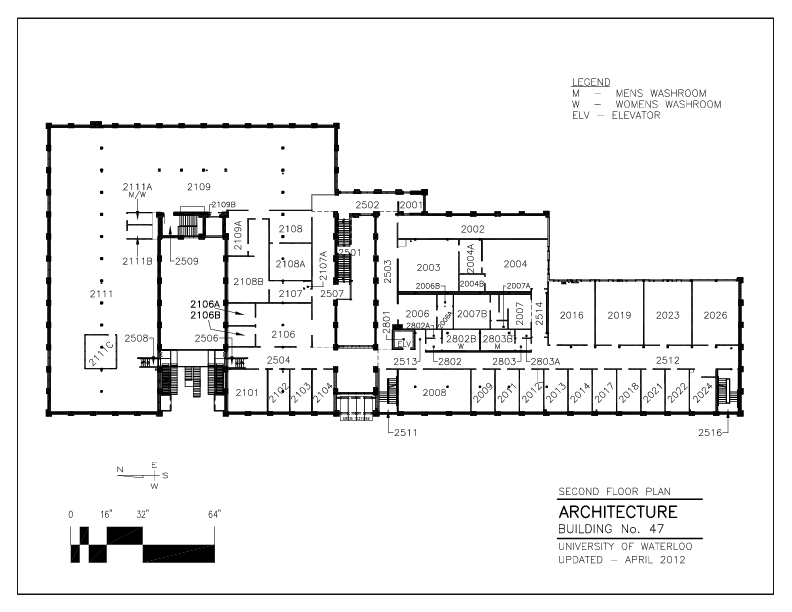 LEGEND
M – MENS WASHROOM
W – WOMENS WASHROOM
ELV – ELEVATOR
2111A
M/W
2109
2109B
2502
2001
2108
2002
2109A
2501
2111B
2509
2108A
2107A
2503
2003
2004A
2004
2108B
2004B
2111
2107
2507
2006B
2007A
2106A
2106B
2006
2006A
2007B
2007
2514
2016
2019
2023
2026
2106
2801
2802A
2508
2506
ELV
2802B
W
2803B
M
2111C
2504
2513
2802
2803
2803A
2512
2101
2102
2103
2104
2008
2009
2011
2012
2013
2014
2017
2018
2021
2022
2024
2511
2516
N
E
S
W
0 16" 32" 64"
SECOND FLOOR PLAN
ARCHITECTURE
BUILDING No. 47
UNIVERSITY OF WATERLOO
UPDATED – APRIL 2012